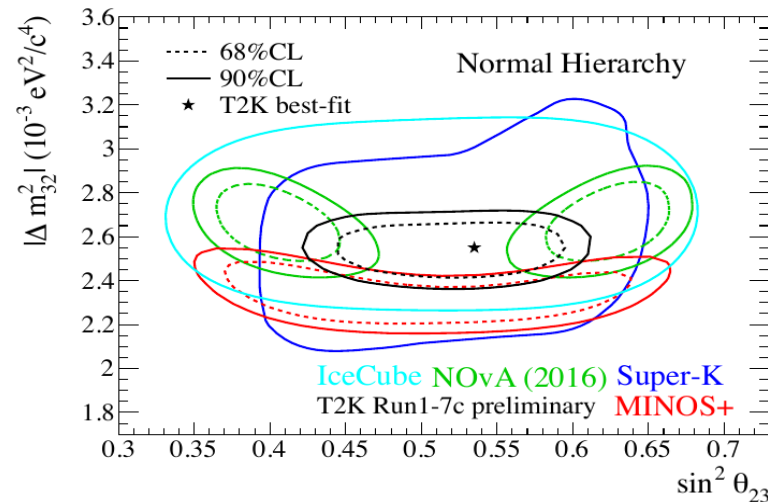 3.6
3.4
3.2
3
2.8
2.6
2.4
2.2
2
1.8
|Δ m²₃₂| (10⁻³ eV²/c⁴)
68%CL
90%CL
T2K best-fit
Normal Hierarchy
IceCube NOvA (2016) Super-K
T2K Run1-7c preliminary MINOS+
0.3 0.35 0.4 0.45 0.5 0.55 0.6 0.65 0.7
sin² θ₂₃